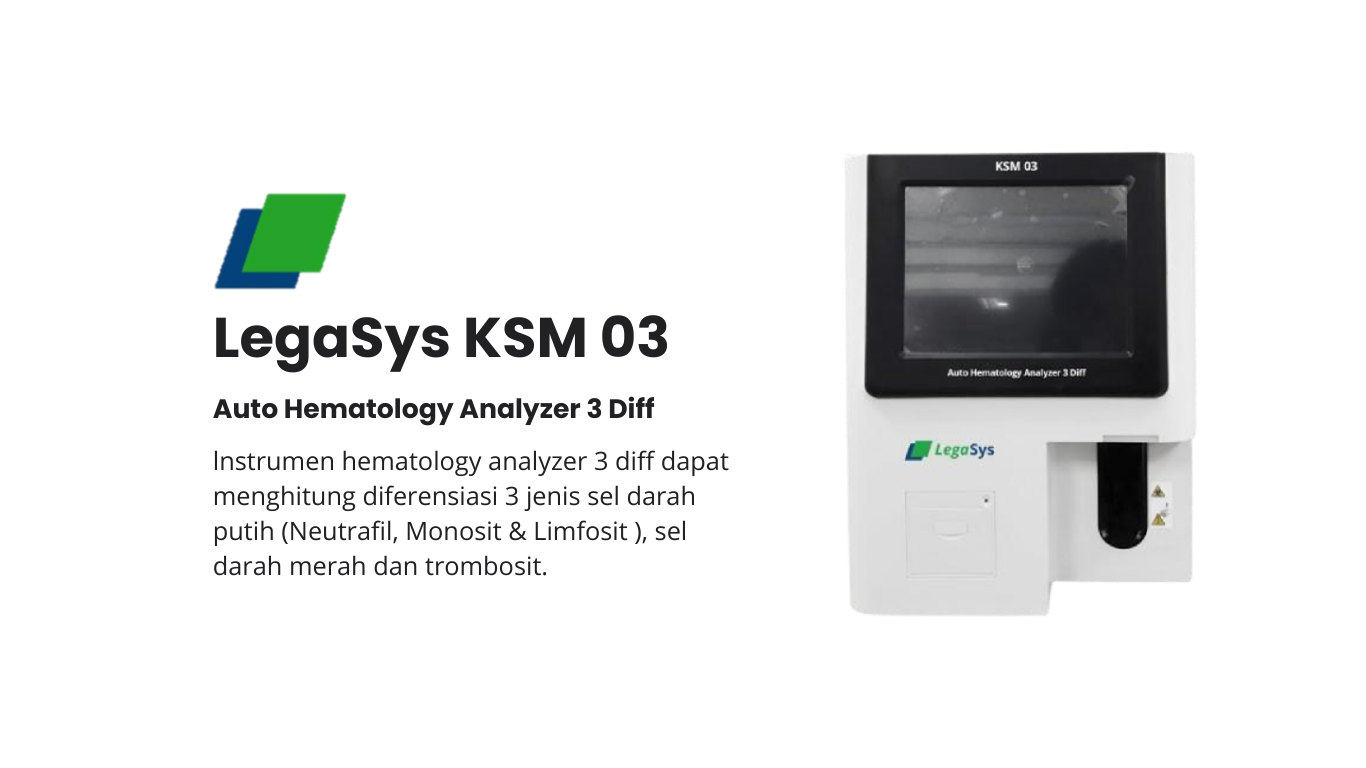 LegaSys KSM 03
Auto Hematology Analyzer 3 Diff
Instrumen hematology analyzer 3 diff dapat
menghitung diferensiasi 3 jenis sel darah
putih (Neutrafil, Monosit & Limfosit ), sel
darah merah dan trombosit.
KSM 03
Auto Hematology Analyzer 3 Diff
LegaSys